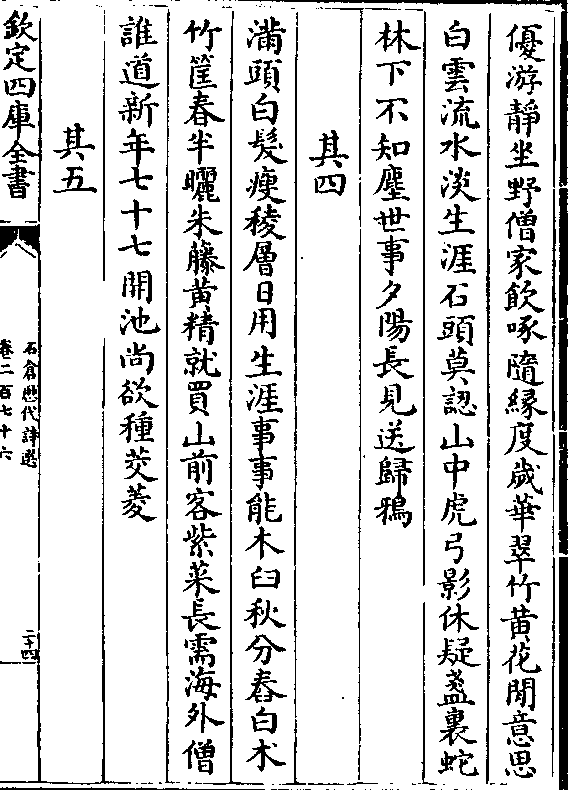 優游靜坐野僧家飲啄隨縁度歲華翠竹黄花閒意思
白雲流水淡生涯石頭莫認山中虎弓影休疑盞裏蛇
林下不知塵世事夕陽長見送歸鴉
其四
滿頭白髮瘦稜層日用生涯事事能木臼秋分舂白术
竹筐春半曬朱藤黄精就買山前客紫菜長需海外僧
誰道新年七十七開池尚欲種茭菱
其五
欽定四庫全書
石倉歷代詩選
卷二百七十六
二十四